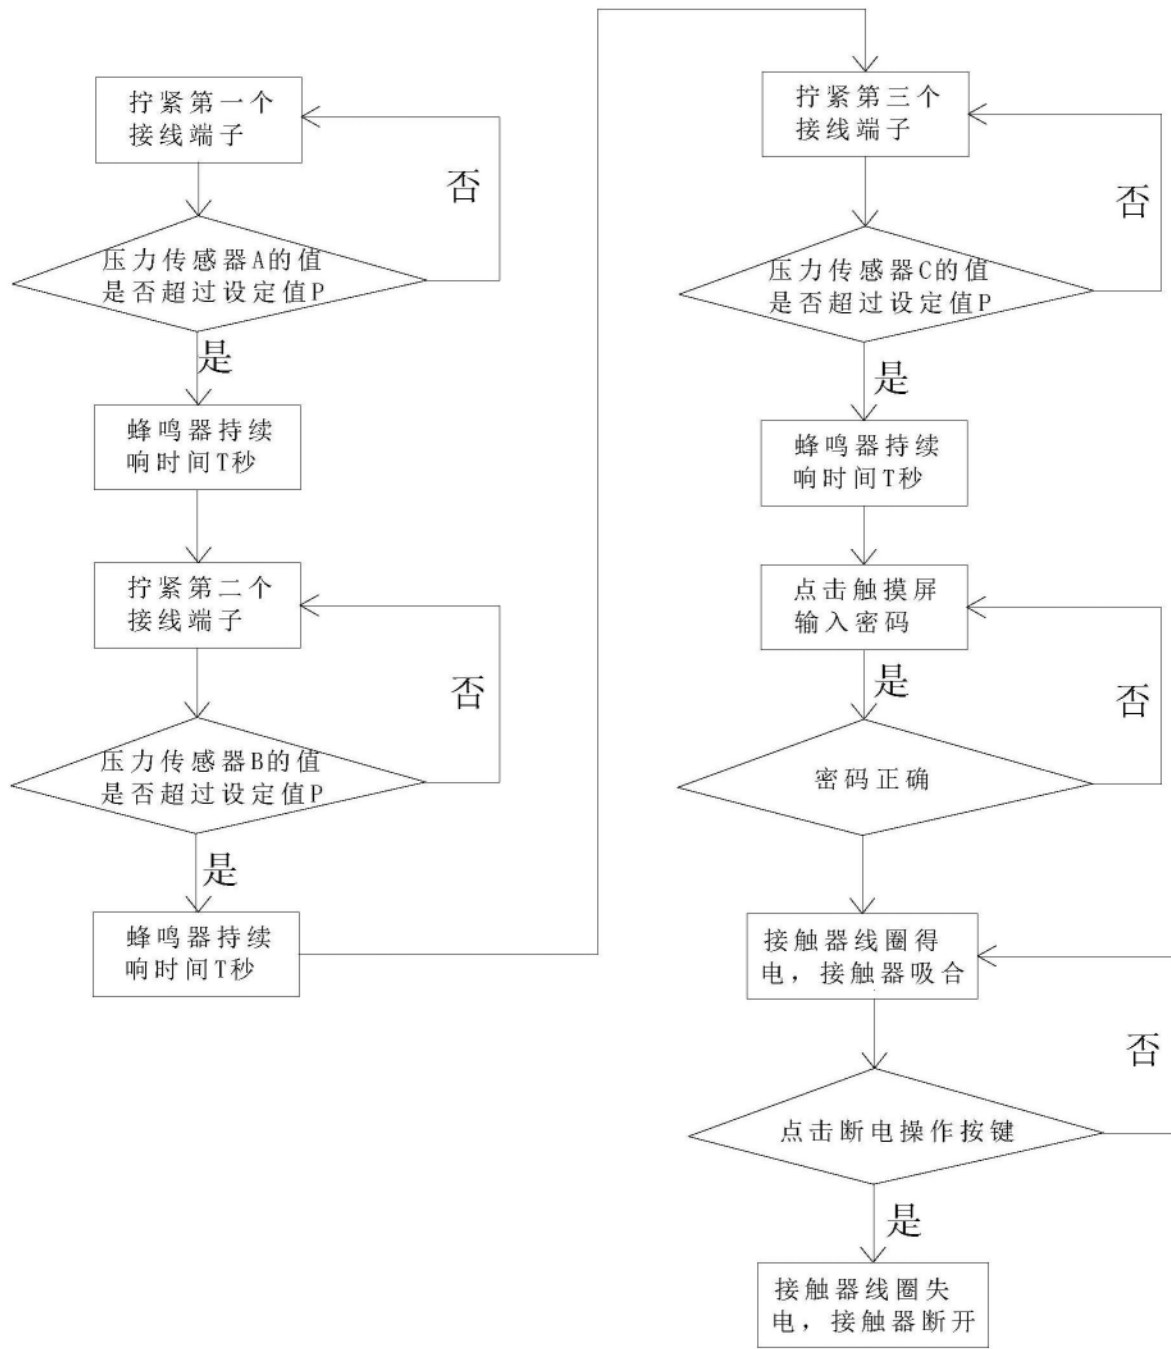 拧紧第一个
接线端子
否
压力传感器A的值
是否超过设定值P
是
蜂鸣器持续
响时间T秒
拧紧第二个
接线端子
否
压力传感器B的值
是否超过设定值P
是
蜂鸣器持续
响时间T秒
拧紧第三个
接线端子
否
压力传感器C的值
是否超过设定值P
是
蜂鸣器持续
响时间T秒
点击触摸屏
输入密码
是
否
密码正确
接触器线圈得
电，接触器吸合
否
点击断电操作按键
是
接触器线圈失
电，接触器断开